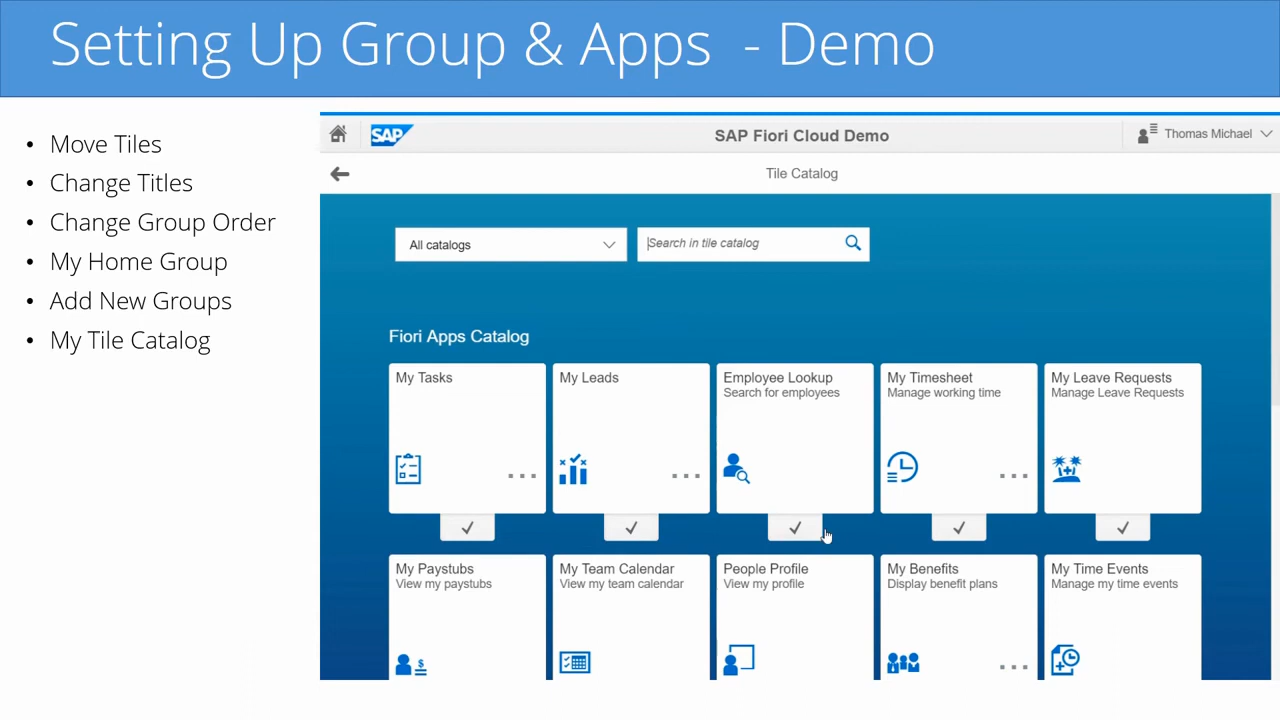 Setting Up Group & Apps - Demo
• Move Tiles
• Change Titles
• Change Group Order
• My Home Group
• Add New Groups
• My Tile Catalog
SAP
SAP Fiori Cloud Demo
Thomas Michael
Tile Catalog
All catalogs
Search in tile catalog
Fiori Apps Catalog
My Tasks
My Leads
Employee Lookup
Search for employees
My Timesheet
Manage working time
My Leave Requests
Manage Leave Requests
My Paystubs
View my paystubs
My Team Calendar
View my team calendar
People Profile
View my profile
My Benefits
Display benefit plans
My Time Events
Manage my time events